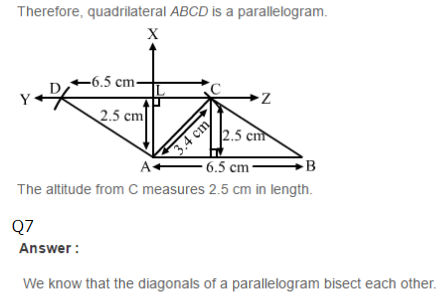 Therefore, quadrilateral ABCD is a parallelogram.
X
6.5 cm
D
L
C
Y
Z
2.5 cm
3.4 cm
2.5 cm
A
6.5 cm
B
The altitude from C measures 2.5 cm in length.
Q7
Answer :
We know that the diagonals of a parallelogram bisect each other.